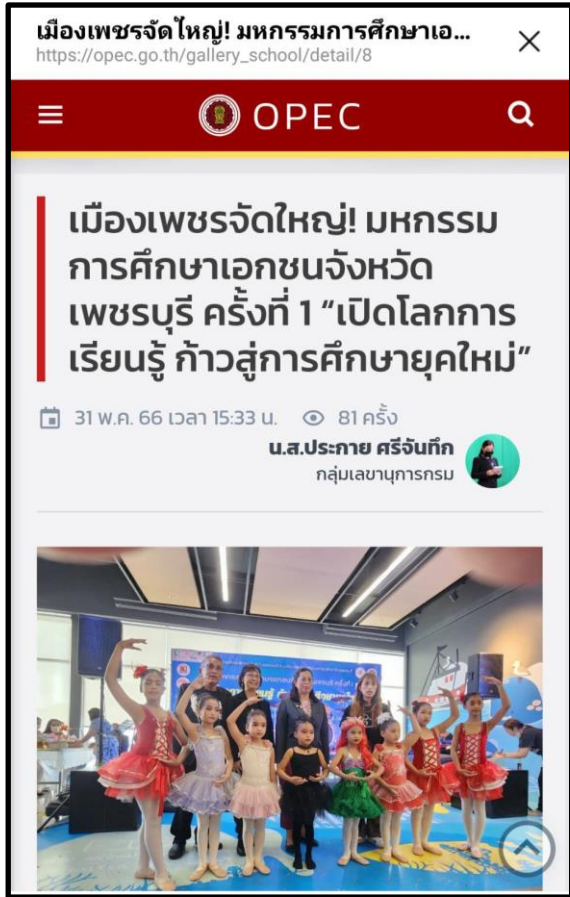 เมืองเพชรจัดใหญ่! มหกรรมการศึกษาเอ...
https://opec.go.th/gallery_school/detail/8
OPEC
เมืองเพชรจัดใหญ่! มหกรรม
การศึกษาเอกชนจังหวัด
เพชรบุรี ครั้งที่ 1 “เปิดโลกการ
เรียนรู้ ก้าวสู่การศึกษายุคใหม่”
31 พ.ค. 66 เวลา 15:33 น. 81 ครั้ง
น.ส.ประกาย ศรีจันทึก
กลุ่มเลขานุการกรม